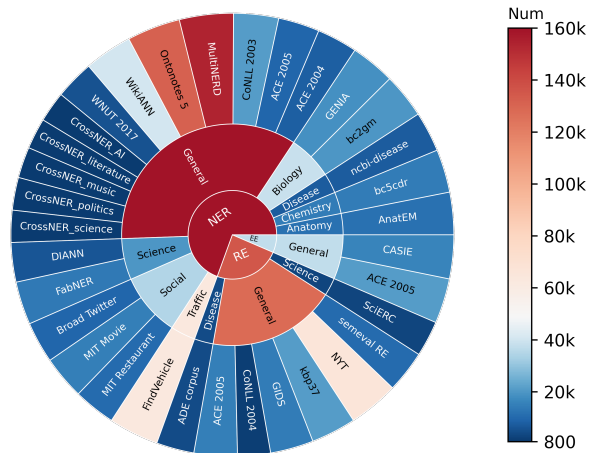 Num
160k
140k
120k
100k
80k
60k
40k
20k
800
NER
RE
EE
General
Biology
Disease
Chemistry
Anatomy
General
Science
General
Disease
Traffic
Social
Science
MultiNERD
CoNLL 2003
ACE 2005
ACE 2004
GENIA
bc2gm
ncbi-disease
bc5cdr
AnatEM
CASIE
ACE 2005
SciERC
semeval RE
NYT
kbp37
GIDS
CoNLL 2004
ACE 2005
ADE corpus
FindVehicle
MIT Restaurant
MIT Movie
Broad Twitter
FabNER
DIANN
CrossNER_science
CrossNER_politics
CrossNER_music
CrossNER_literature
CrossNER_AI
WNUT 2017
WikiANN
Ontonotes 5